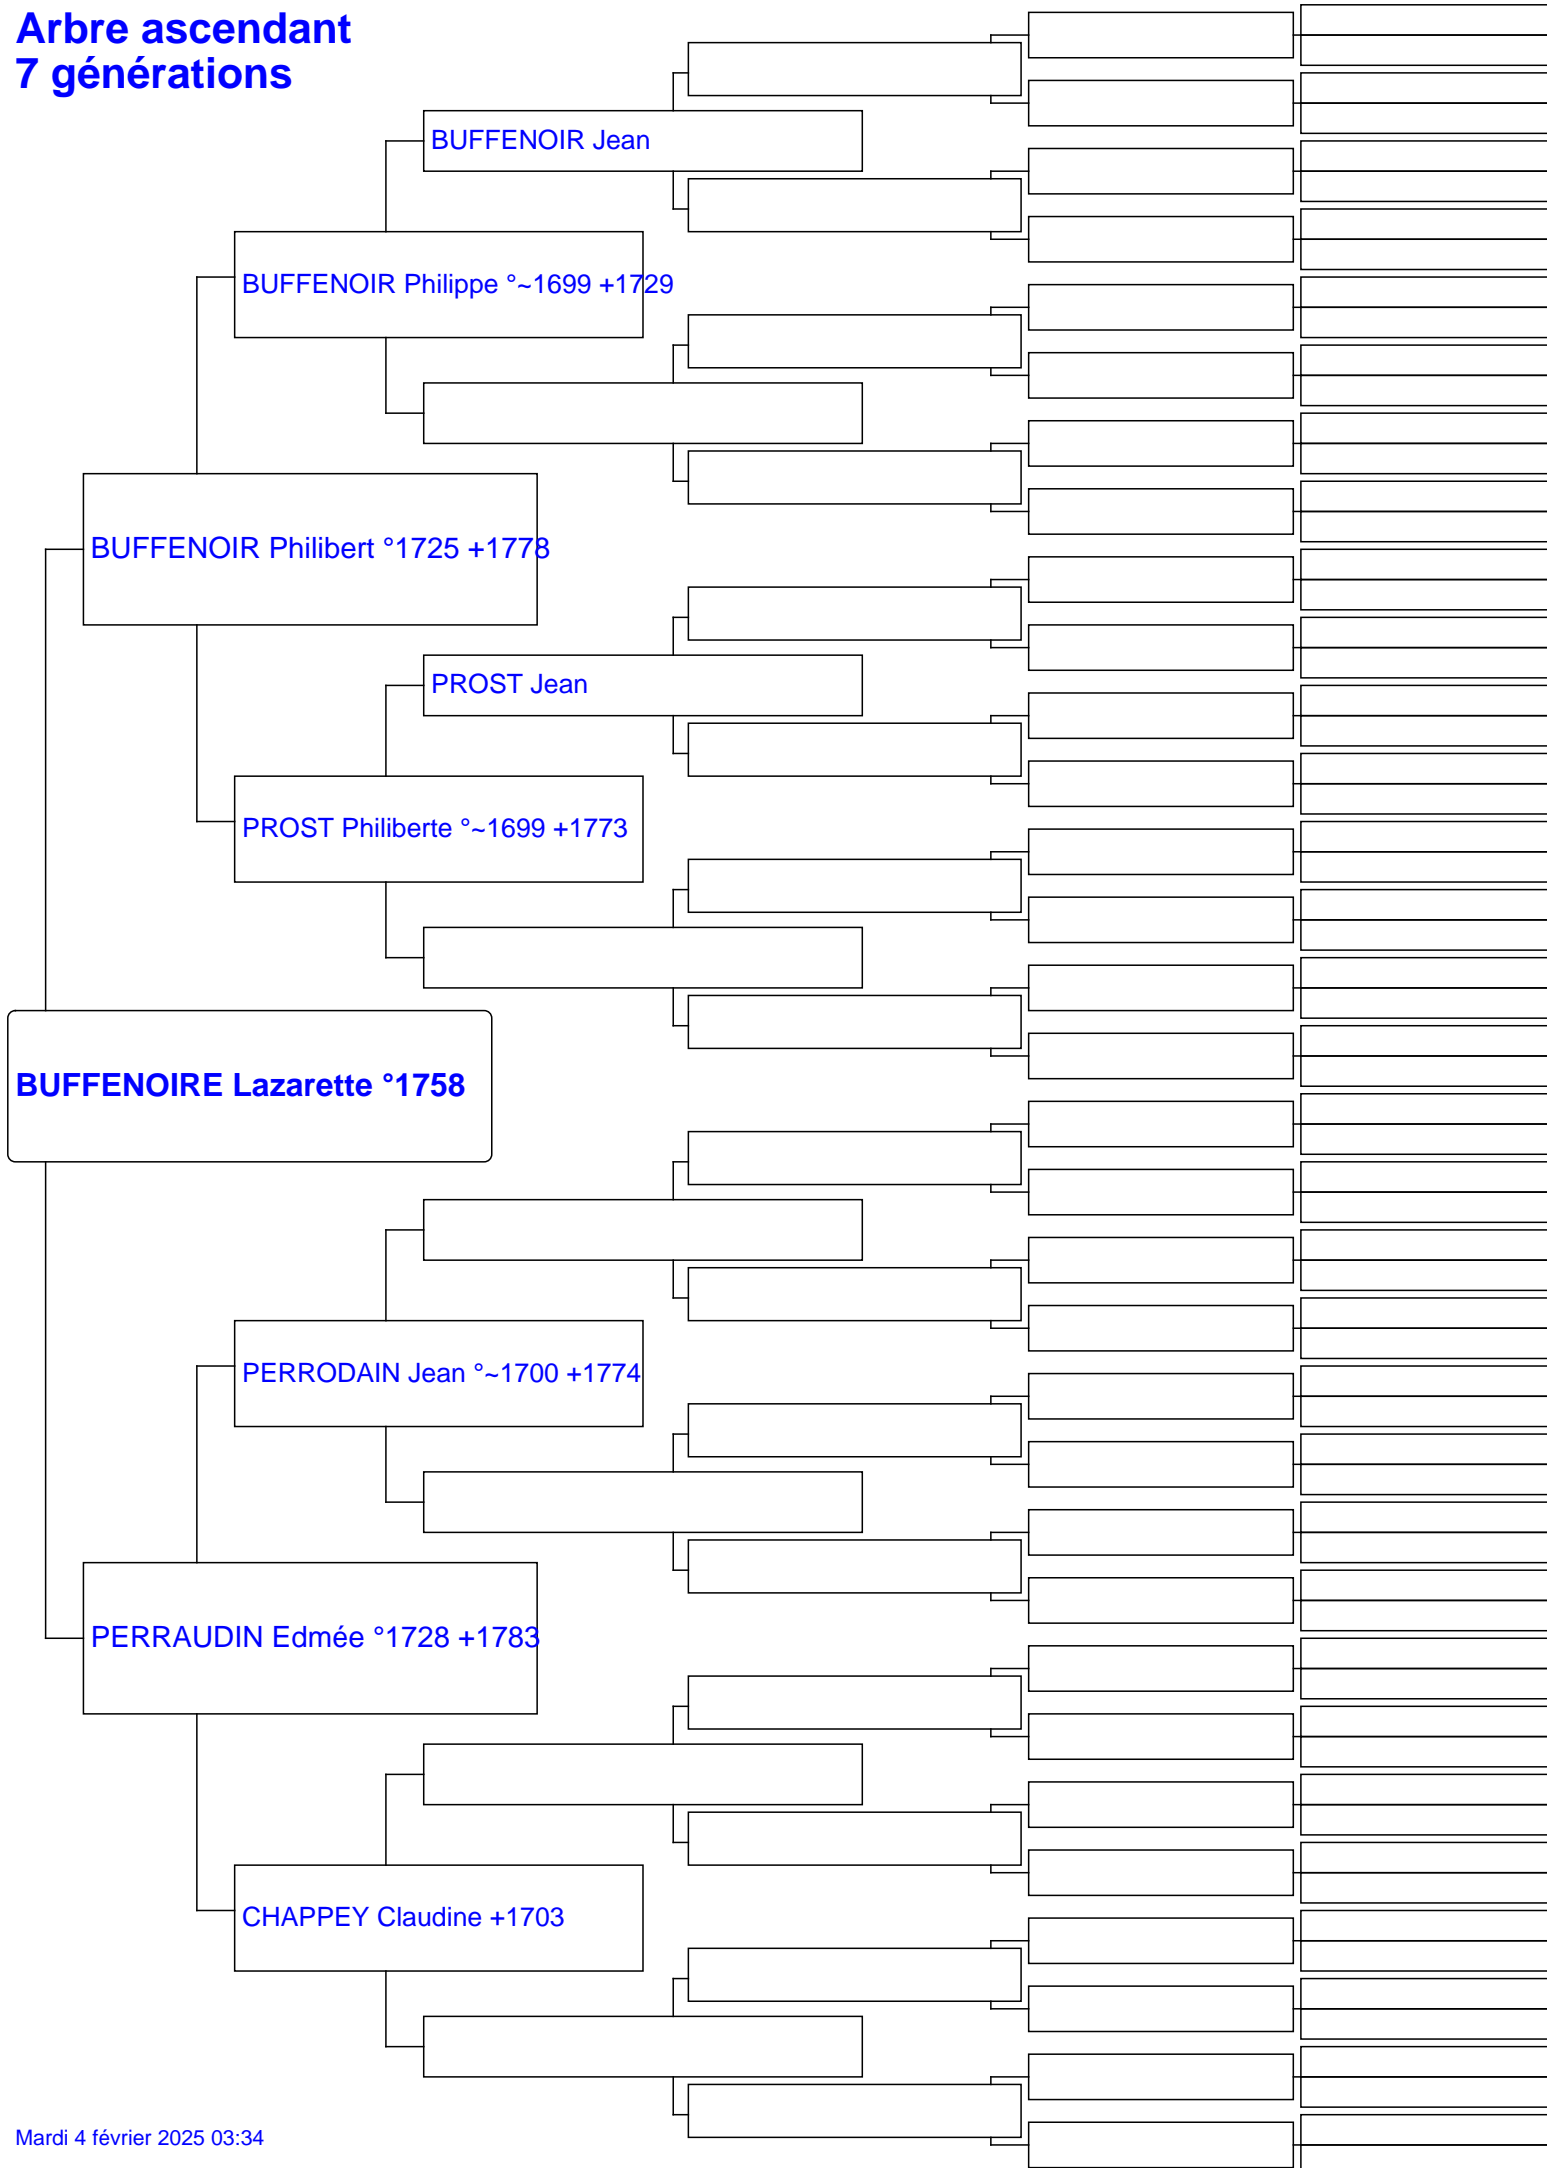 Arbre ascendant
7 générations
BUFFENOIR Jean
BUFFENOIR Philippe °~1699 +1729
BUFFENOIR Philibert °1725 +1778
PROST Jean
PROST Philiberte °~1699 +1773
BUFFENOIRE Lazarette °1758
PERRODAIN Jean °~1700 +1774
PERRAUDIN Edmée °1728 +1783
CHAPPEY Claudine +1703
Mardi 4 février 2025 03:34